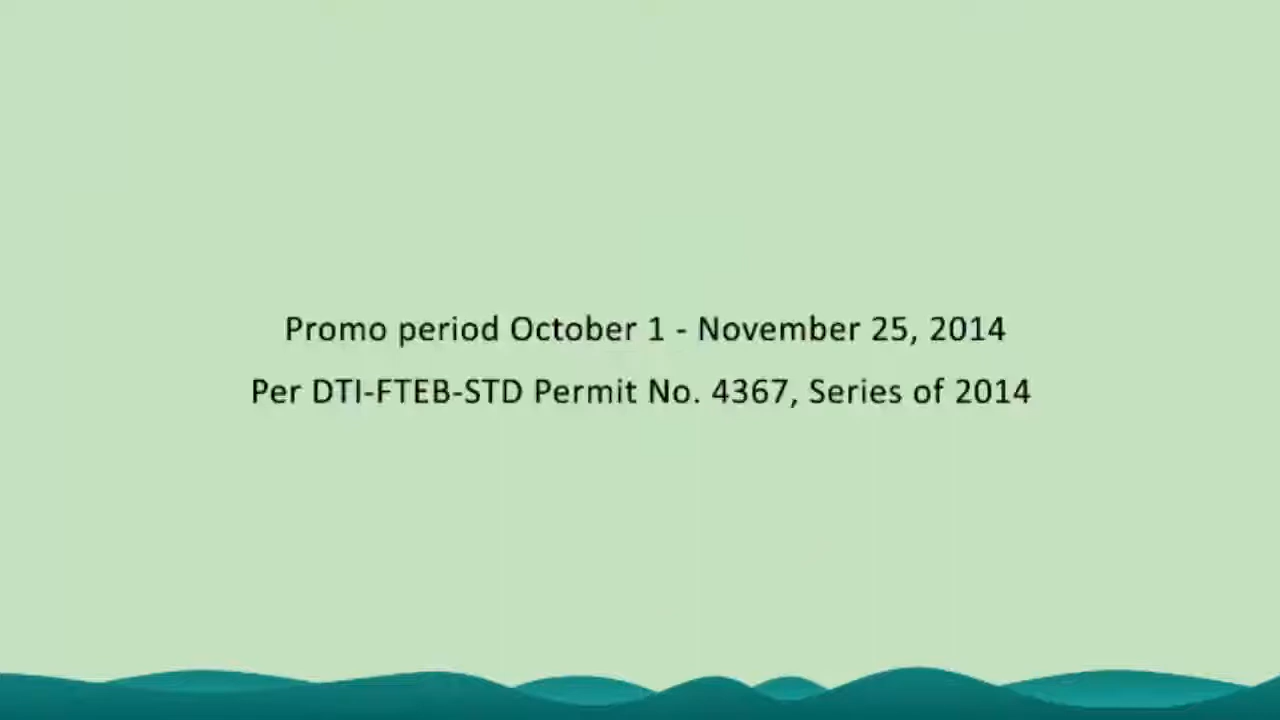 Promo period October 1 - November 25, 2014
Per DTI-FTEB-STD Permit No. 4367, Series of 2014